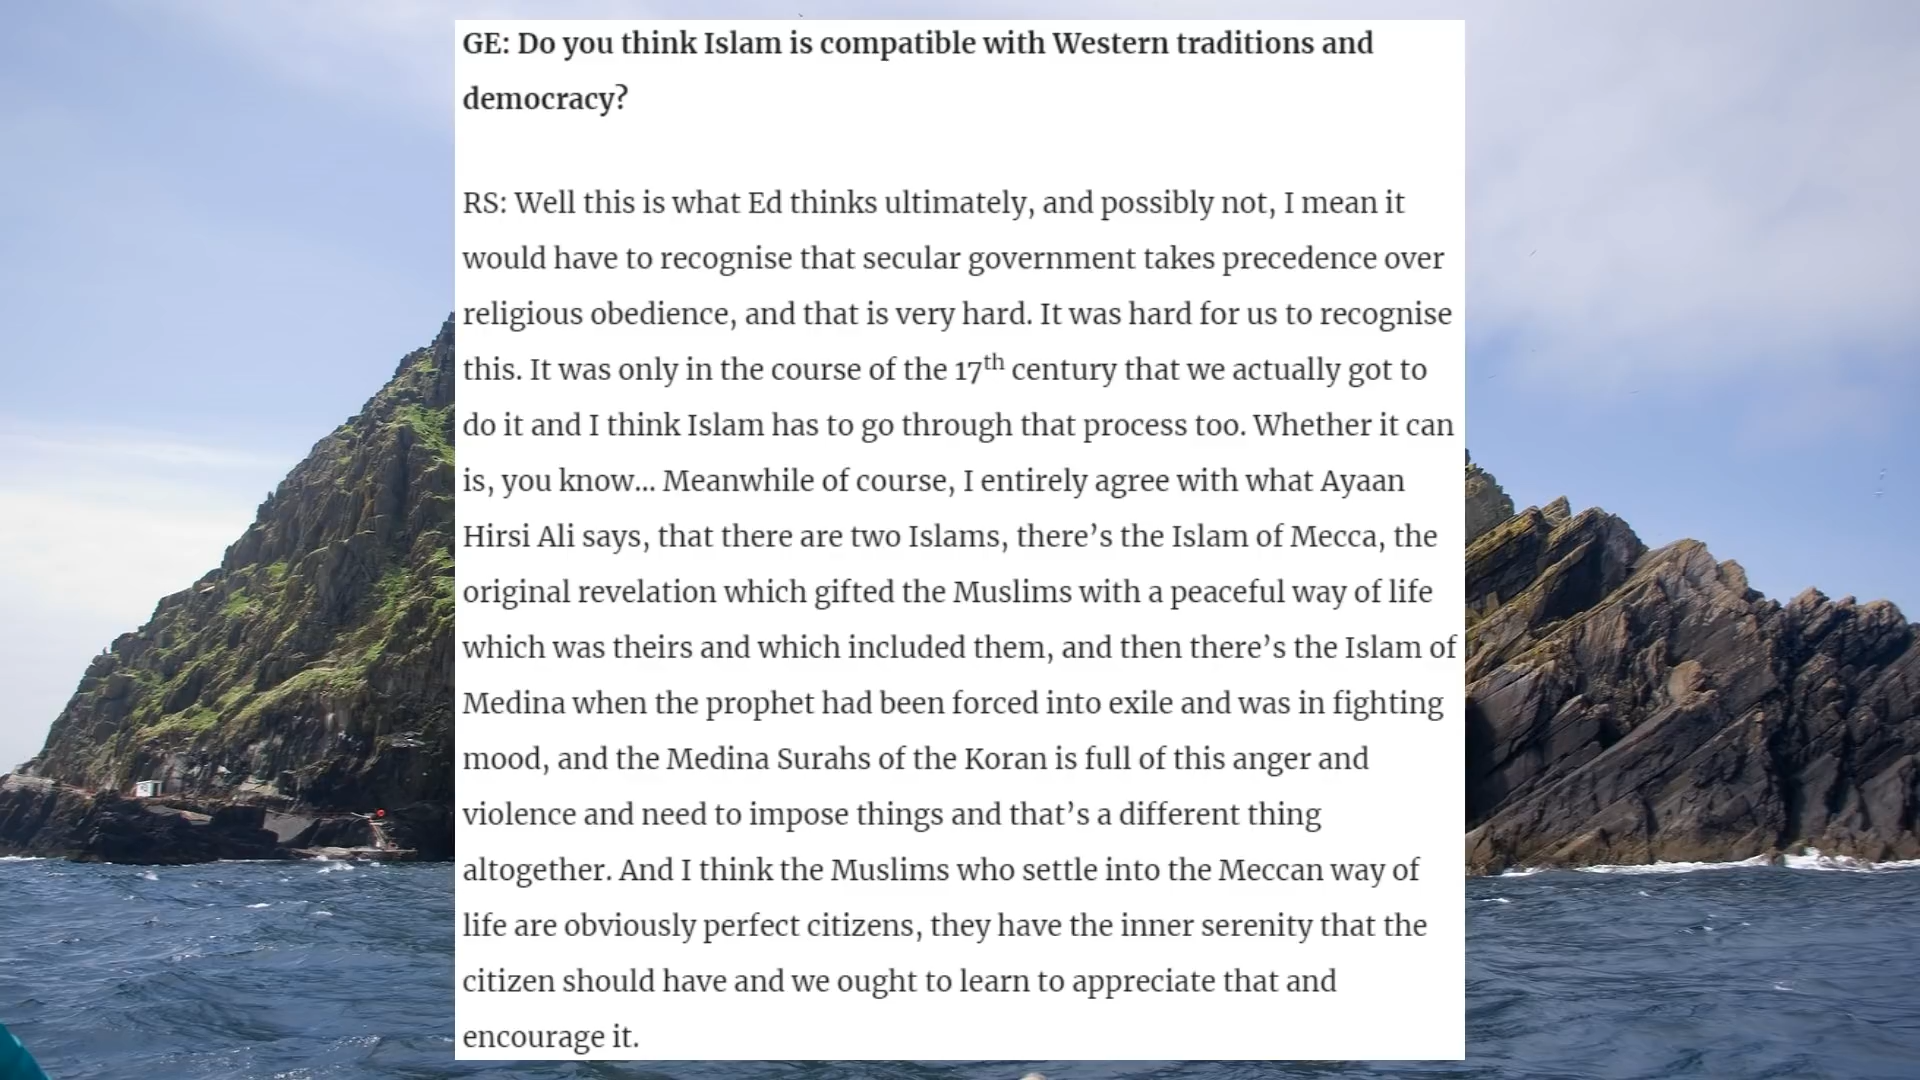 GE: Do you think Islam is compatible with Western traditions and
democracy?
RS: Well this is what Ed thinks ultimately, and possibly not, I mean it
would have to recognise that secular government takes precedence over
religious obedience, and that is very hard. It was hard for us to recognise
this. It was only in the course of the 17th century that we actually got to
do it and I think Islam has to go through that process too. Whether it can
is, you know... Meanwhile of course, I entirely agree with what Ayaan
Hirsi Ali says, that there are two Islams, there’s the Islam of Mecca, the
original revelation which gifted the Muslims with a peaceful way of life
which was theirs and which included them, and then there’s the Islam of
Medina when the prophet had been forced into exile and was in fighting
mood, and the Medina Surahs of the Koran is full of this anger and
violence and need to impose things and that’s a different thing
altogether. And I think the Muslims who settle into the Meccan way of
life are obviously perfect citizens, they have the inner serenity that the
citizen should have and we ought to learn to appreciate that and
encourage it.